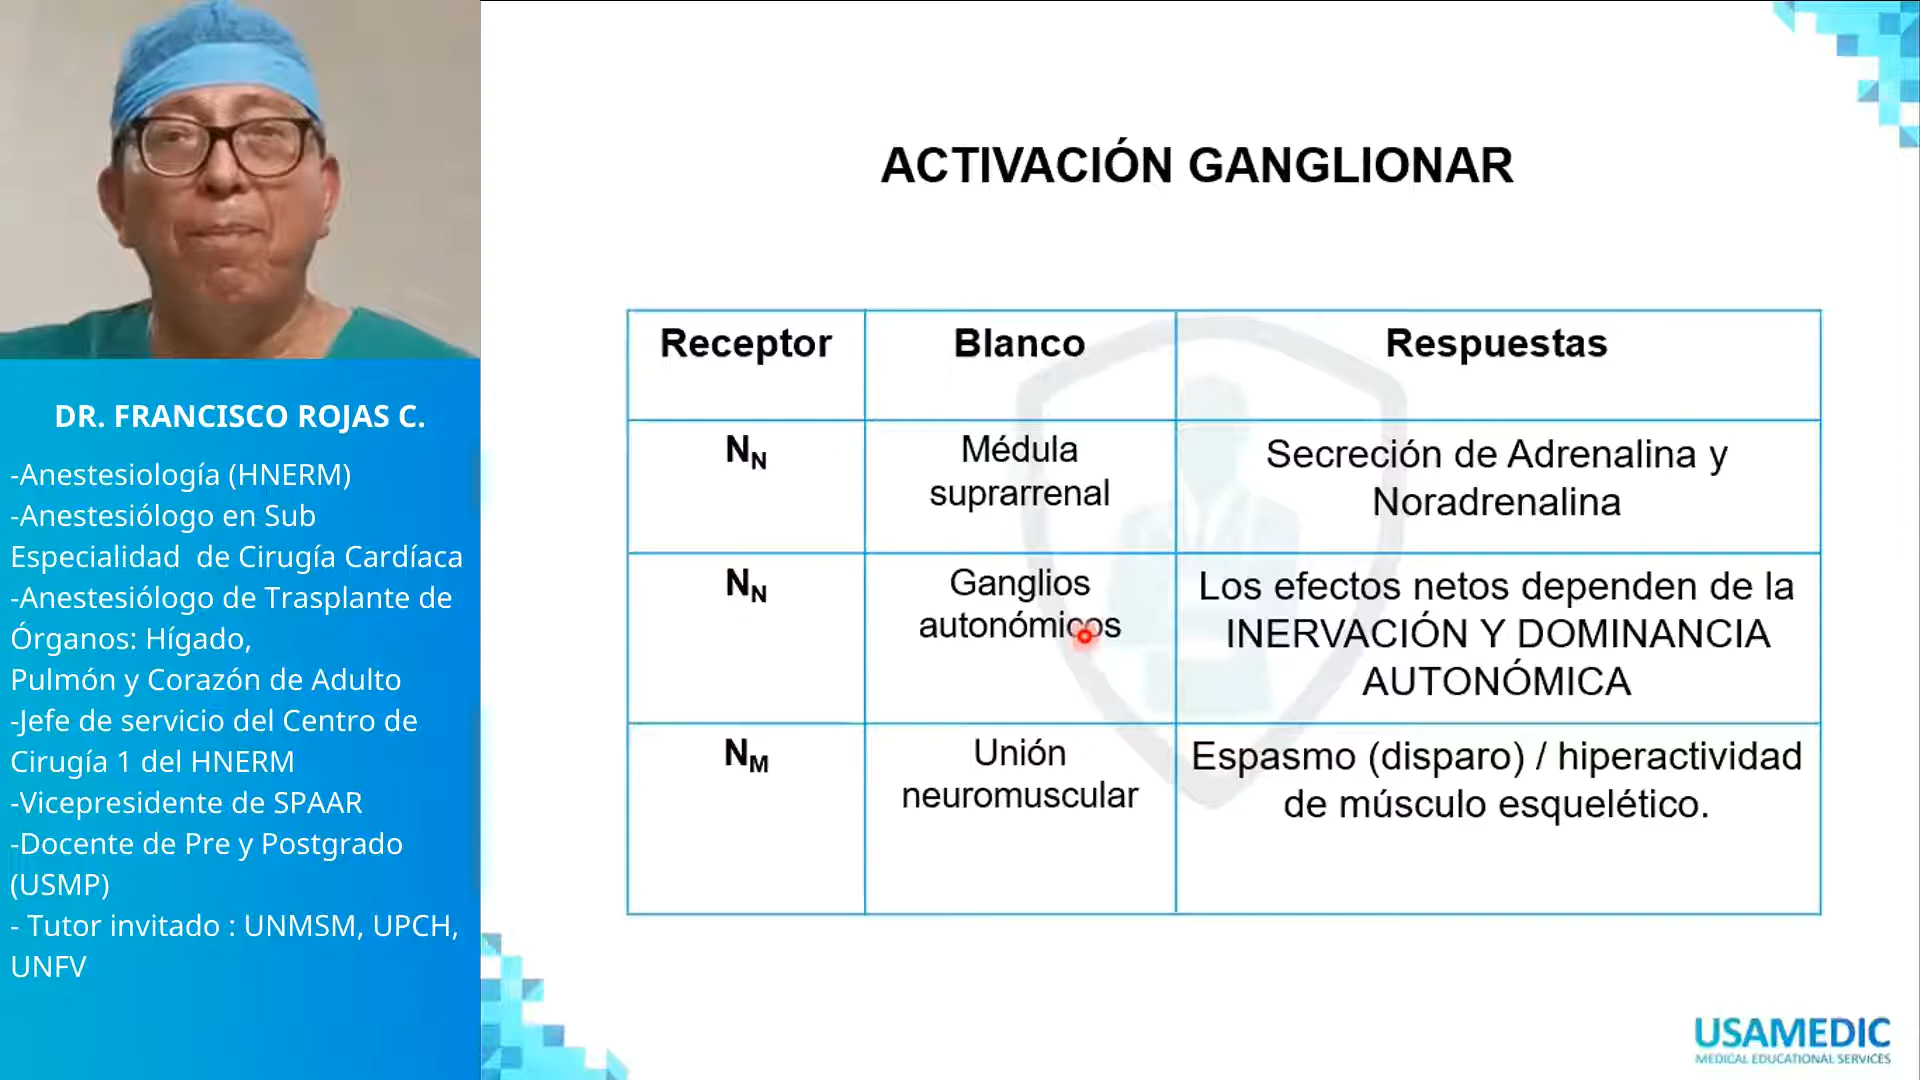 DR. FRANCISCO ROJAS C.
-Anestesiología (HNERM)
-Anestesiólogo en Sub
Especialidad  de Cirugía Cardíaca
-Anestesiólogo de Trasplante de
Órganos: Hígado,
Pulmón y Corazón de Adulto
-Jefe de servicio del Centro de
Cirugía 1 del HNERM
-Vicepresidente de SPAAR
-Docente de Pre y Postgrado
(USMP)
- Tutor invitado : UNMSM, UPCH,
UNFV
ACTIVACIÓN GANGLIONAR
Receptor Blanco Respuestas
NN
Médula
suprarrenal
Secreción de Adrenalina y
Noradrenalina
NN
Ganglios
autonómicos
Los efectos netos dependen de la
INERVACIÓN Y DOMINANCIA
AUTONÓMICA
NM
Unión
neuromuscular
Espasmo (disparo) / hiperactividad
de músculo esquelético.
USAMEDIC
MEDICAL EDUCATIONAL SERVICES